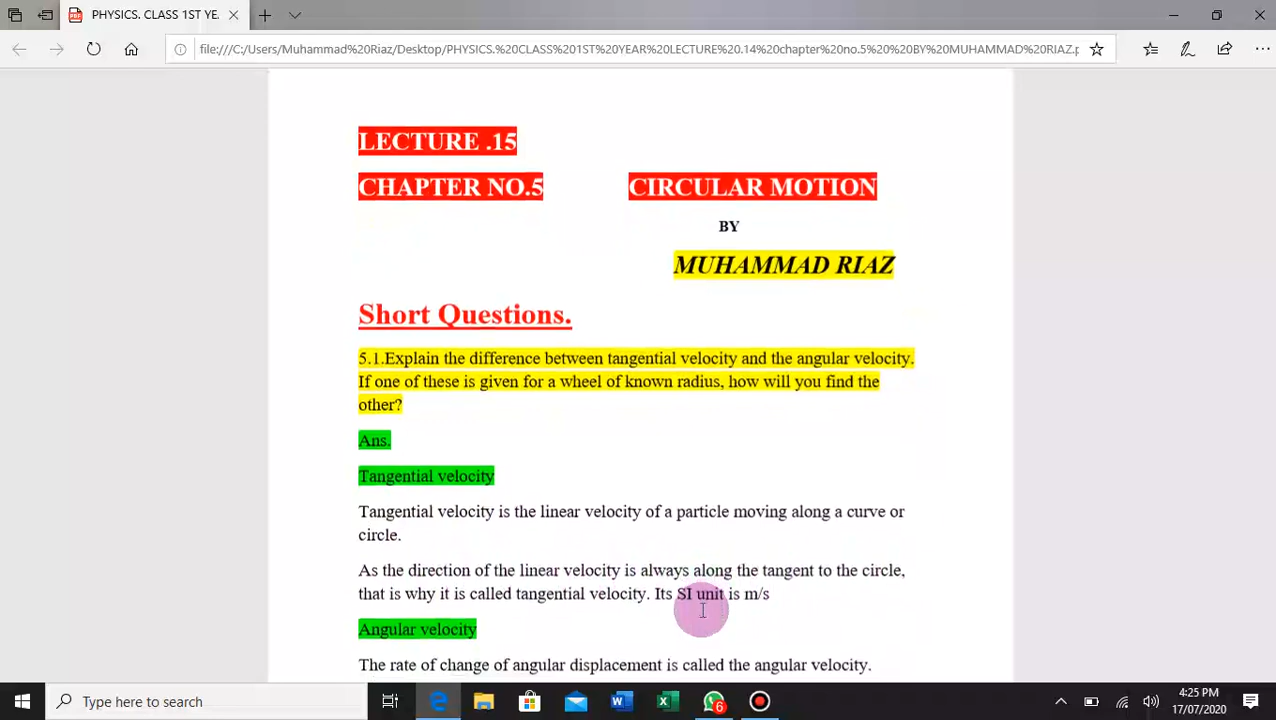 PHYSICS CLASS 1ST YE.
file:///C:/Users/Muhammad%20Riaz/Desktop/PHYSICS.%20CLASS%201ST%20YEAR%20LECTURE%20.14%20chapter%20no.5%20%20BY%20MUHAMMAD%20RIAZ.p
LECTURE .15
CHAPTER NO.5 CIRCULAR MOTION
BY
MUHAMMAD RIAZ
Short Questions.
5.1.Explain the difference between tangential velocity and the angular velocity.
If one of these is given for a wheel of known radius, how will you find the
other?
Ans.
Tangential velocity
Tangential velocity is the linear velocity of a particle moving along a curve or
circle.
As the direction of the linear velocity is always along the tangent to the circle,
that is why it is called tangential velocity. Its SI unit is m/s
Angular velocity
The rate of change of angular displacement is called the angular velocity.
Type here to search
6
4:25 PM
17/07/2020